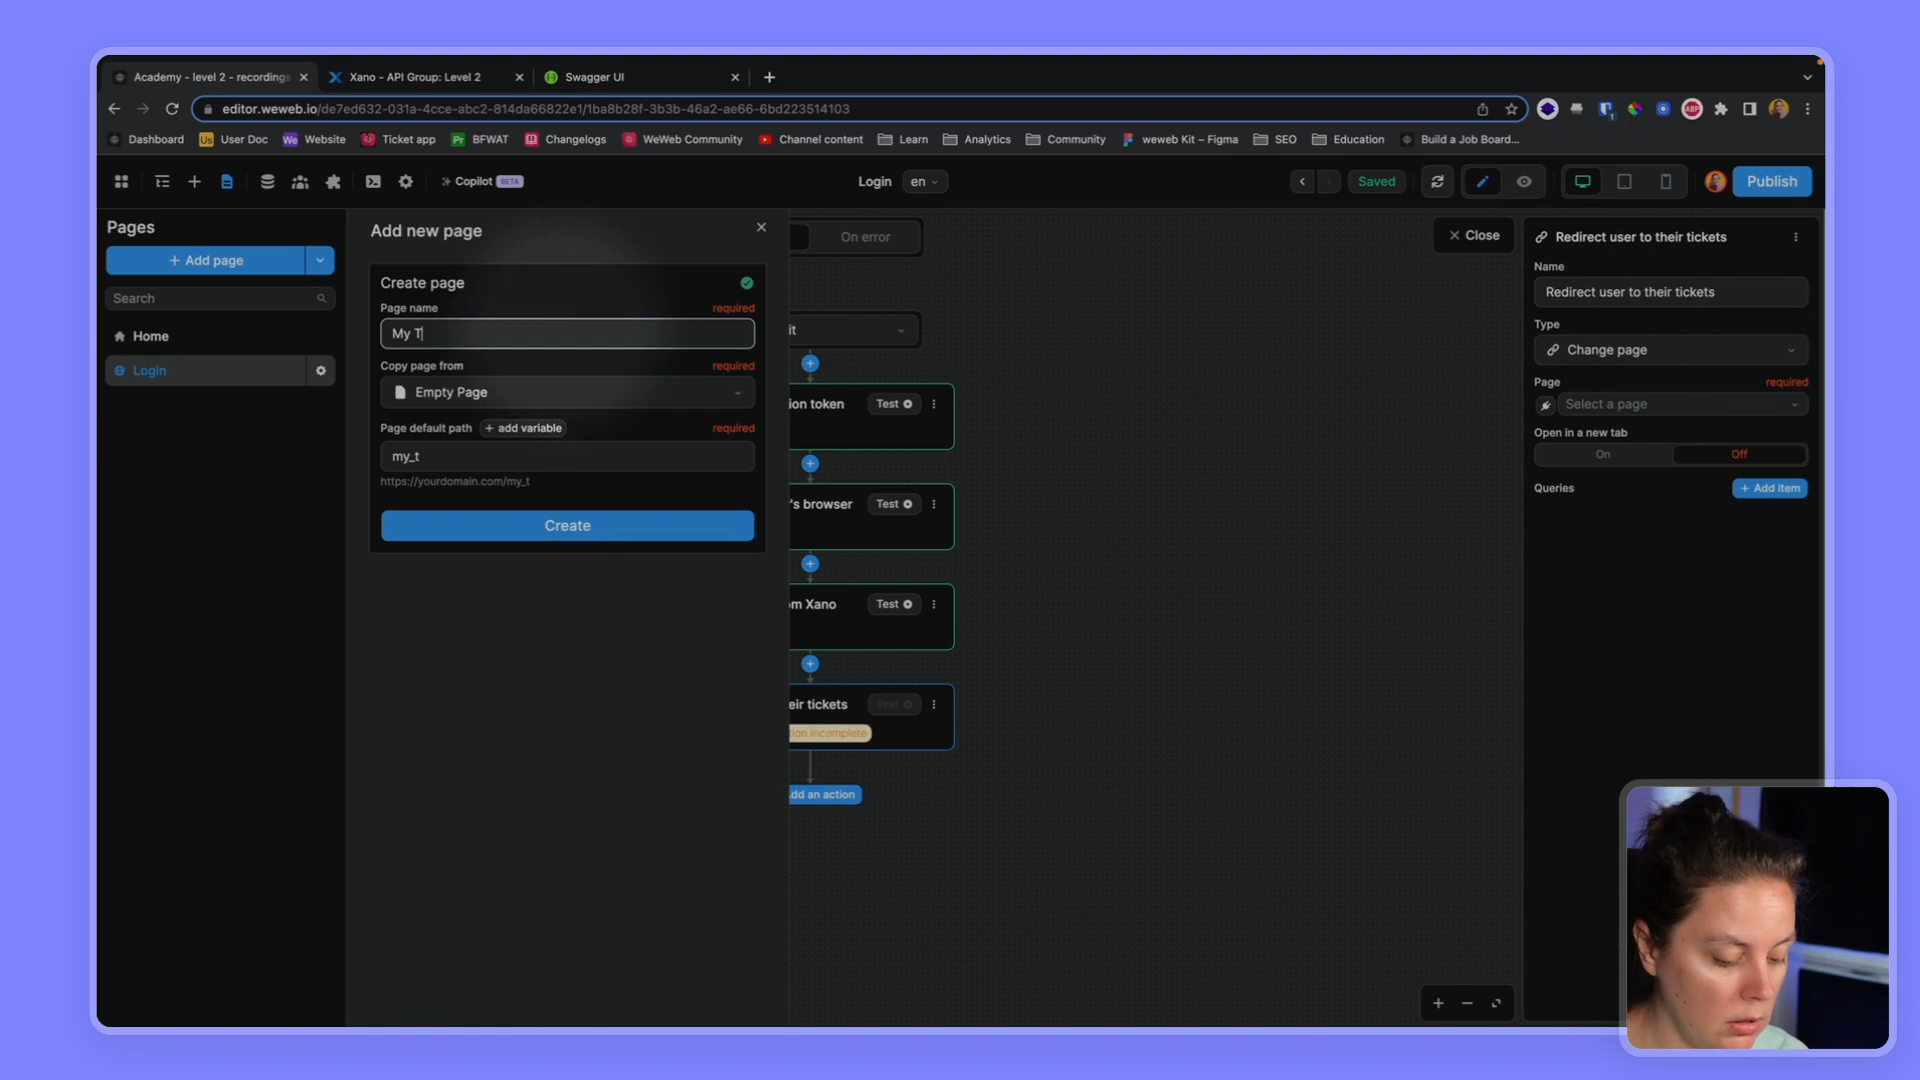 Academy - level 2 - recordings
Xano - API Group: Level 2
Swagger UI
editor.weweb.io/de7ed632-031a-4cce-abc2-814da66822e1/1ba8b28f-3b3b-46a2-ae66-6bd223514103
Dashboard
Us User Doc
We Website
Ticket app
Pr BFWAT
Changelogs
WeWeb Community
Channel content
Learn
Analytics
Community
weweb Kit – Figma
SEO
Education
Build a Job Board...
Copilot BETA
Login
en
Saved
Publish
Pages
+ Add page
Search
Home
Login
Add new page
Create page
Page name required
My T
Copy page from required
Empty Page
Page default path + add variable required
my_t
https://yourdomain.com/my_t
Create
On error
it
ion token Test
's browser Test
om Xano Test
eir tickets Test
ion incomplete
dd an action
Close
Redirect user to their tickets
Name
Redirect user to their tickets
Type
Change page
Page required
Select a page
Open in a new tab
On Off
Queries + Add item